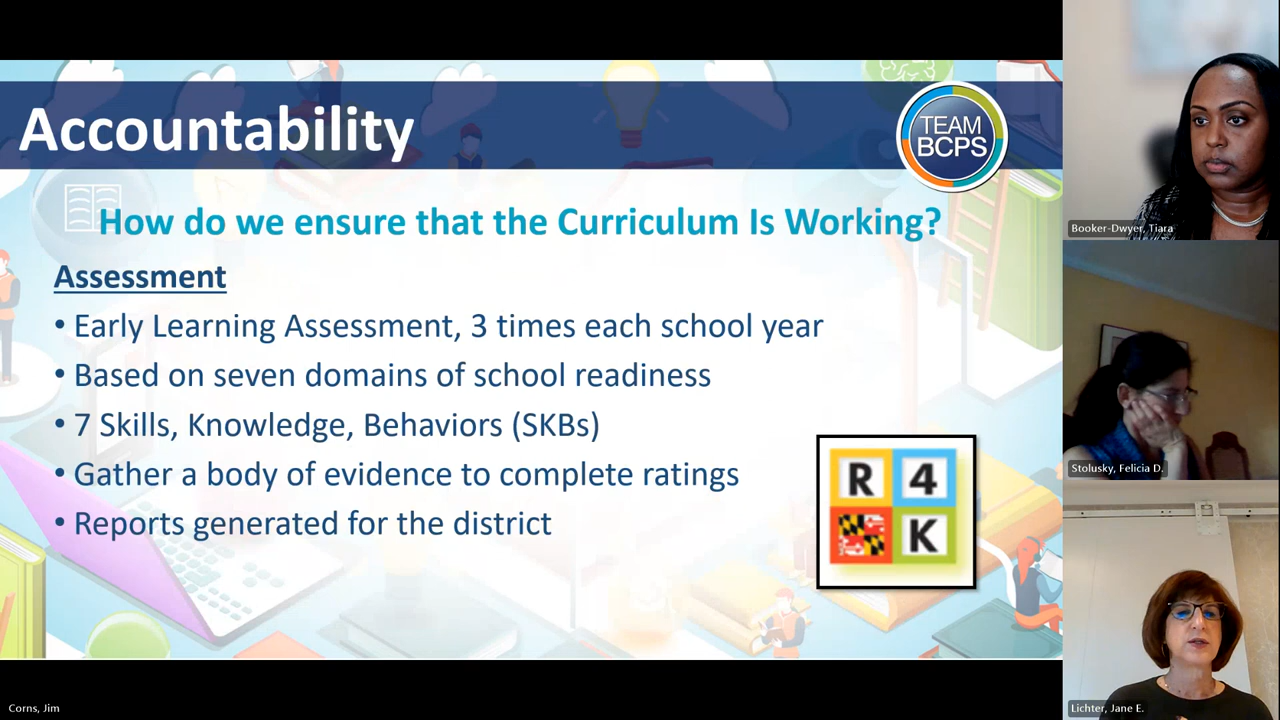 Accountability
TEAM
BCPS
How do we ensure that the Curriculum Is Working?
Assessment
• Early Learning Assessment, 3 times each school year
• Based on seven domains of school readiness
• 7 Skills, Knowledge, Behaviors (SKBs)
• Gather a body of evidence to complete ratings
• Reports generated for the district
R 4
K
Booker-Dwyer, Tiara
Stolusky, Felicia D.
Lichter, Jane E.
Corns, Jim